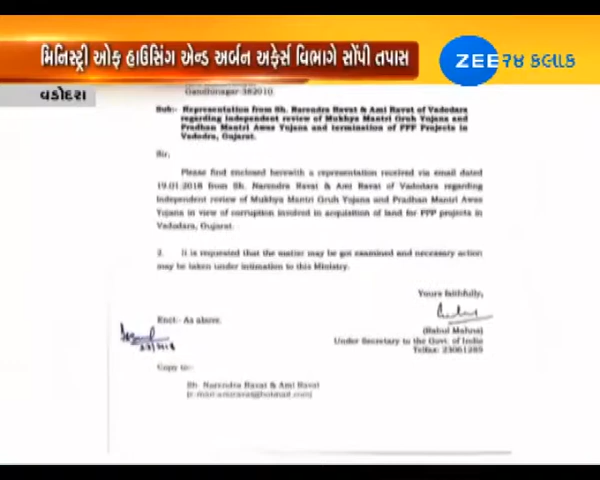 મિનિસ્ટ્રી ઓફ હાઉસિંગ એન્ડ અર્બન અફેર્સ વિભાગે સોંપી તપાસ
ZEE ૨૪ કલાક
વડોદરા
Gandhinagar-382010.
Sub:- Representation from Sh. Narendra Ravat & Ami Ravat of Vadodara
regarding independent review of Mukhya Mantri Gruh Yojana and
Pradhan Mantri Awas Yojana and termination of PPP Projects in
Vadodra, Gujarat.
Sir,
Please find enclosed herewith a representation received via email dated
19.01.2018 from Sh. Narendra Ravat & Ami Ravat of Vadodara regarding
independent review of Mukhya Mantri Gruh Yojana and Pradhan Mantri Awas
Yojana in view of corruption involved in acquisition of land for PPP projects in
Vadodara, Gujarat.
2. It is requested that the matter may be got examined and necessary action
may be taken under intimation to this Ministry.
Yours faithfully,
(Rahul Mahna)
Under Secretary to the Govt. of India
Telfax: 23061285
Encl:- As above.
Copy to:-
Sh. Narendra Ravat & Ami Ravat